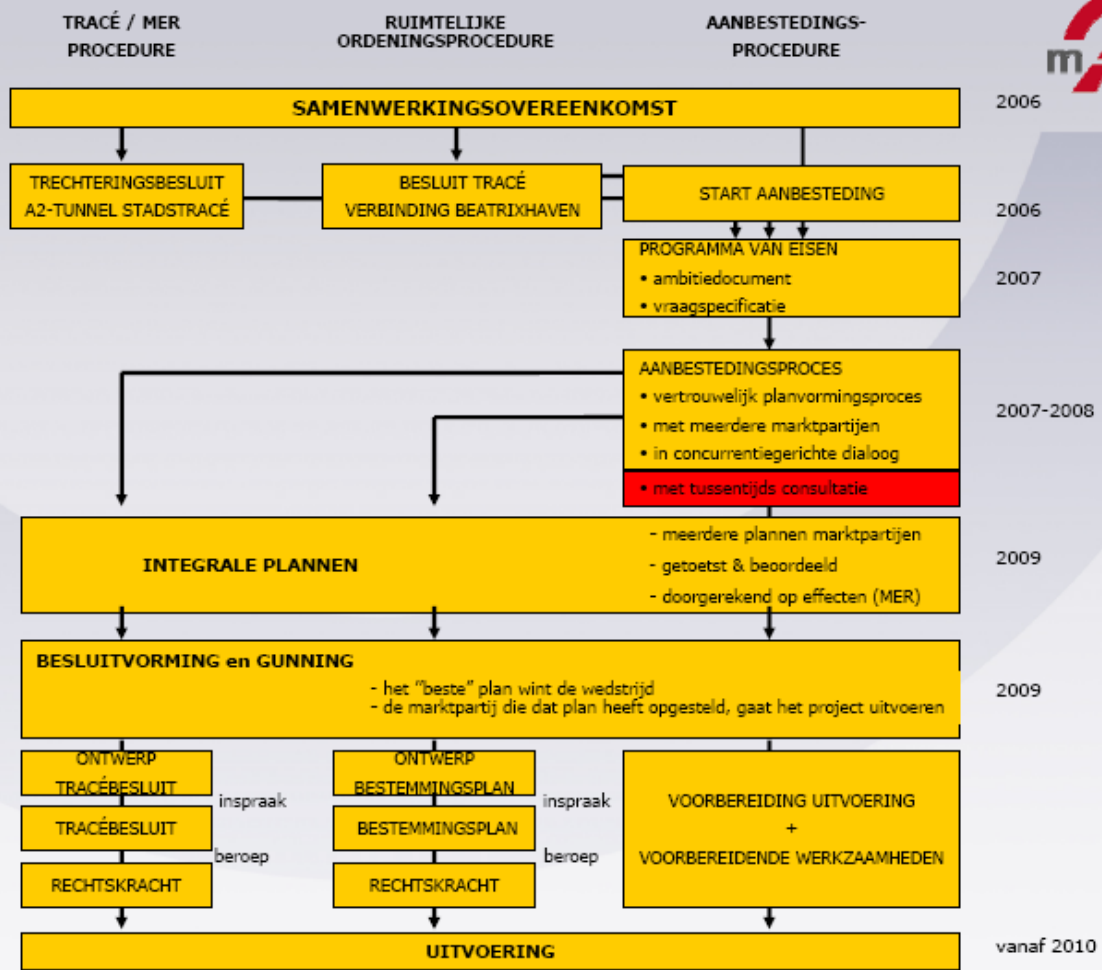 TRACÉ / MER
PROCEDURE
RUIMTELIJKE
ORDENINGSPROCEDURE
AANBESTEDINGS-
PROCEDURE
m
SAMENWERKINGSOVEREENKOMST
2006
TRECHTERINGSBESLUIT
A2-TUNNEL STADSTRACÉ
BESLUIT TRACÉ
VERBINDING BEATRIXHAVEN
START AANBESTEDING
2006
PROGRAMMA VAN EISEN
• ambitiedocument
• vraagspecificatie
2007
AANBESTEDINGSPROCES
• vertrouwelijk planvormingsproces
• met meerdere marktpartijen
• in concurrentiegerichte dialoog
• met tussentijds consultatie
2007-2008
INTEGRALE PLANNEN
- meerdere plannen marktpartijen
- getoetst & beoordeeld
- doorgerekend op effecten (MER)
2009
BESLUITVORMING en GUNNING
- het "beste" plan wint de wedstrijd
- de marktpartij die dat plan heeft opgesteld, gaat het project uitvoeren
2009
ONTWERP
TRACÉBESLUIT
inspraak
TRACÉBESLUIT
beroep
RECHTSKRACHT
ONTWERP
BESTEMMINGSPLAN
inspraak
BESTEMMINGSPLAN
beroep
RECHTSKRACHT
VOORBEREIDING UITVOERING
+
VOORBEREIDENDE WERKZAAMHEDEN
UITVOERING
vanaf 2010